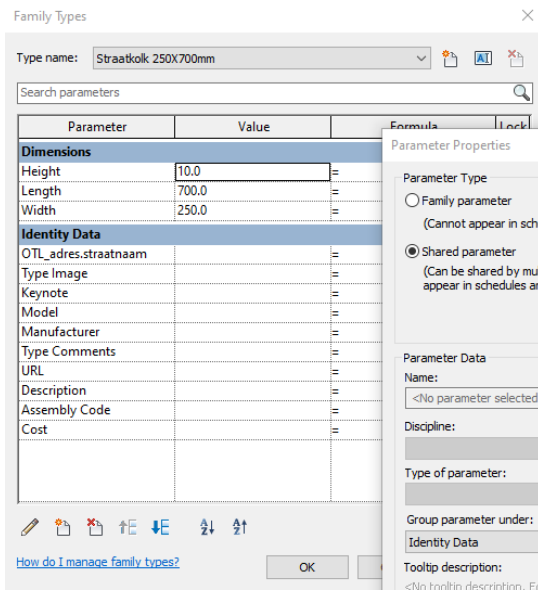 Family Types
Type name: Straatkolk 250X700mm
Search parameters
Parameter Value Formula Lock
Dimensions
Height 10.0 =
Length 700.0 =
Width 250.0 =
Identity Data
OTL_adres.straatnaam =
Type Image =
Keynote =
Model =
Manufacturer =
Type Comments =
URL =
Description =
Assembly Code =
Cost =
How do I manage family types?
OK
Parameter Properties
Parameter Type
Family parameter
(Cannot appear in sch
Shared parameter
(Can be shared by mu
appear in schedules a
Parameter Data
Name:
<No parameter selected
Discipline:
Type of parameter:
Group parameter under:
Identity Data
Tooltip description:
<No tooltip description. E